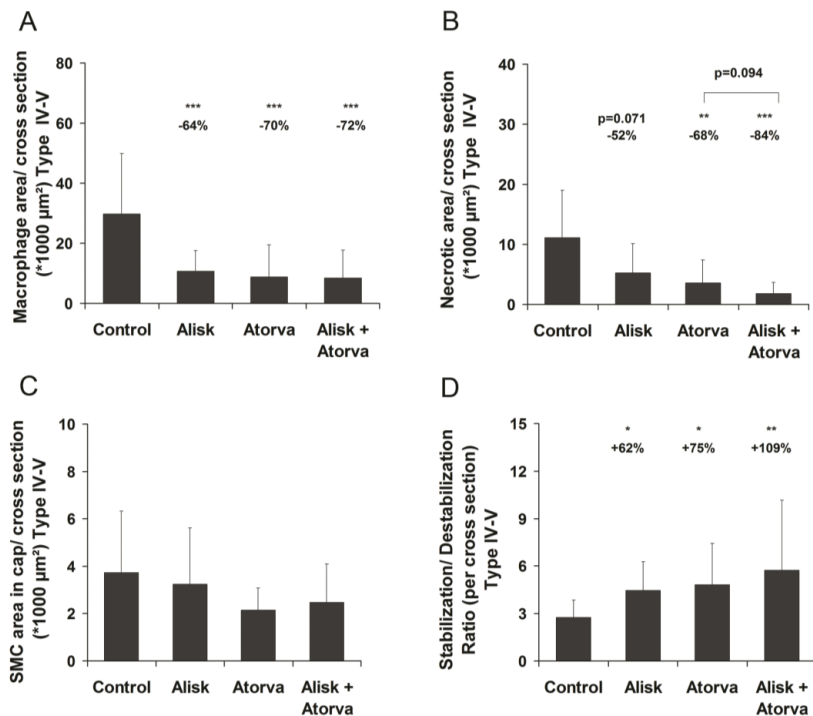 A
Macrophage area/ cross section
(*1000 µm²) Type IV-V
80
60
40
20
0
***
-64%
***
-70%
***
-72%
Control
Alisk
Atorva
Alisk +
Atorva
B
Necrotic area/ cross section
(*1000 µm²) Type IV-V
40
30
20
10
0
p=0.094
p=0.071
-52%
**
-68%
***
-84%
Control
Alisk
Atorva
Alisk +
Atorva
C
SMC area in cap/ cross section
(*1000 µm²) Type IV-V
10
8
6
4
2
0
Control
Alisk
Atorva
Alisk +
Atorva
D
Stabilization/ Destabilization
Ratio (per cross section)
Type IV-V
15
12
9
6
3
0
*
+62%
*
+75%
**
+109%
Control
Alisk
Atorva
Alisk +
Atorva